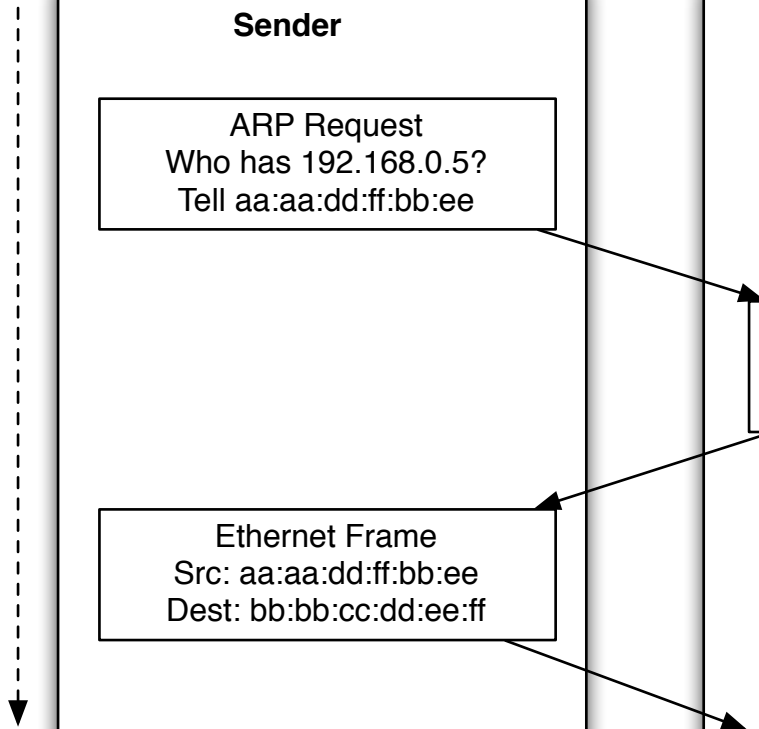 Sender
ARP Request
Who has 192.168.0.5?
Tell aa:aa:dd:ff:bb:ee
Ethernet Frame
Src: aa:aa:dd:ff:bb:ee
Dest: bb:bb:cc:dd:ee:ff